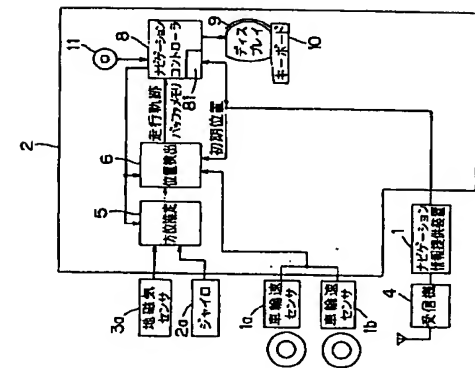 11
8
ナビゲーション
コントローラ
81
バッファメモリ
9
ディス
プレイ
キーボード
10
2
走行軌跡
6
位置検出
初期位置
5
方位推定
3a
地磁気
センサ
2a
ジャイロ
1a
車輪速
センサ
車輪速
センサ
1b
1
ナビゲーション
情報提供装置
4
受信機